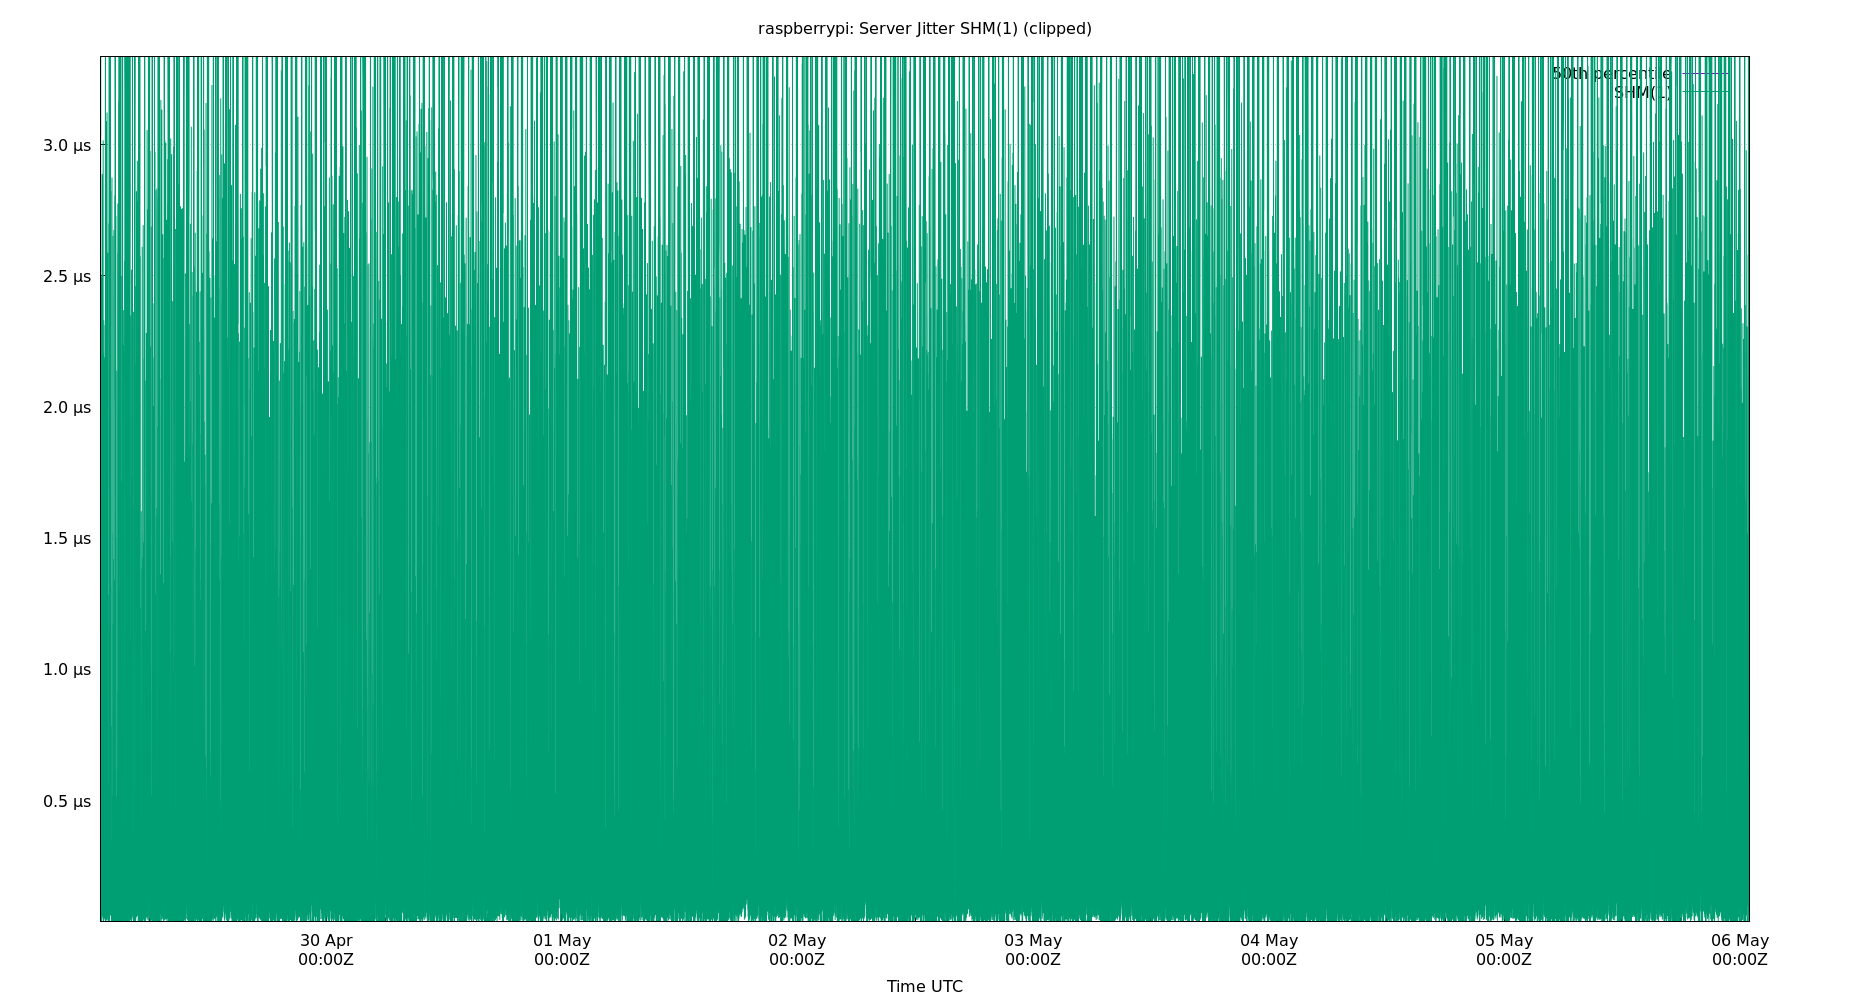 raspberrypi: Server Jitter SHM(1) (clipped)
50th percentile
SHM(1)
3.0 µs
2.5 µs
2.0 µs
1.5 µs
1.0 µs
0.5 µs
30 Apr 01 May 02 May 03 May 04 May 05 May 06 May
00:00Z 00:00Z 00:00Z 00:00Z 00:00Z 00:00Z 00:00Z
Time UTC